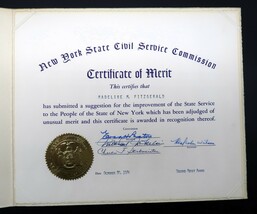 New York State Civil Service Commission
Certificate of Merit
This certifies that
MADELINE M. FITZGERALD
has submitted a suggestion for the improvement of the State Service
to the People of the State of New York which has been adjudged of
unusual merit and this certificate is awarded in recognition thereof.